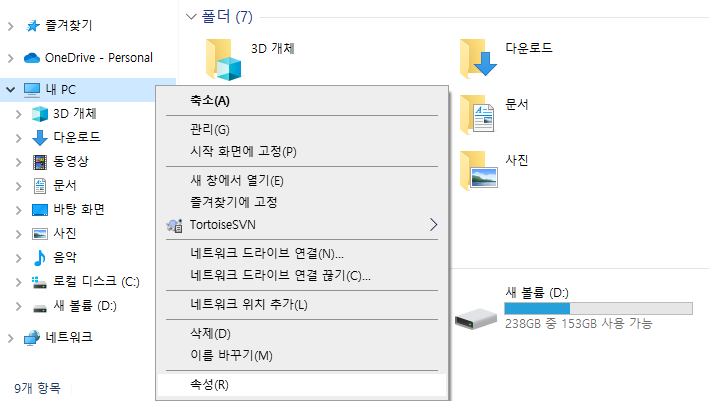 즐겨찾기
OneDrive - Personal
내 PC
3D 개체
다운로드
동영상
문서
바탕 화면
사진
음악
로컬 디스크 (C:)
새 볼륨 (D:)
네트워크
9개 항목
폴더 (7)
3D 개체
다운로드
문서
사진
축소(A)
관리(G)
시작 화면에 고정(P)
새 창에서 열기(E)
즐겨찾기에 고정
TortoiseSVN
네트워크 드라이브 연결(N)...
네트워크 드라이브 연결 끊기(C)...
네트워크 위치 추가(L)
삭제(D)
이름 바꾸기(M)
속성(R)
새 볼륨 (D:)
238GB 중 153GB 사용 가능